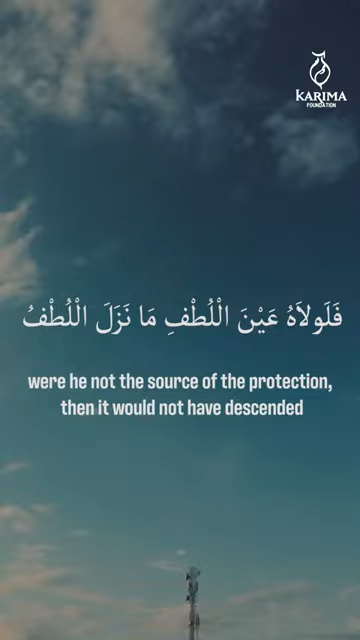 KARIMA
FOUNDATION
فَلَولَاهُ عَيْنَ الْلُطْفِ مَا نَزَلَ الْلُطْفُ
were he not the source of the protection,
then it would not have descended